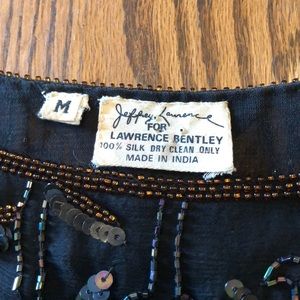 M
Jeffrey Lawrence
FOR
LAWRENCE BENTLEY
100% SILK DRY CLEAN ONLY
MADE IN INDIA